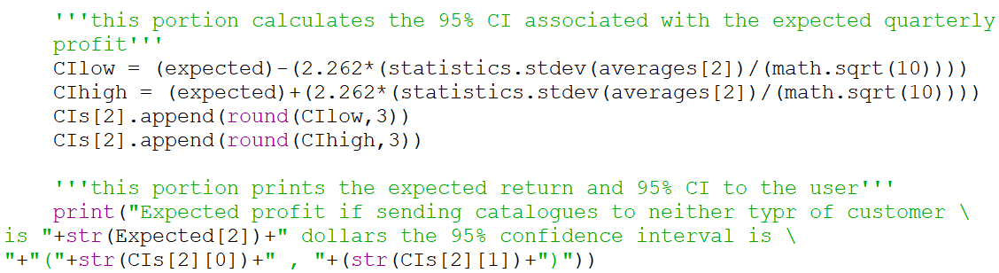 '''this portion calculates the 95% CI associated with the expected quarterly
profit'''
CIlow = (expected)-(2.262*(statistics.stdev(averages[2])/(math.sqrt(10))))
CIhigh = (expected)+(2.262*(statistics.stdev(averages[2])/(math.sqrt(10))))
CIs[2].append(round(CIlow,3))
CIs[2].append(round(CIhigh,3))
'''this portion prints the expected return and 95% CI to the user'''
print("Expected profit if sending catalogues to neither typr of customer \
is "+str(Expected[2])+" dollars the 95% confidence interval is \
"+"("+str(CIs[2][0])+" , "+(str(CIs[2][1])+")"))